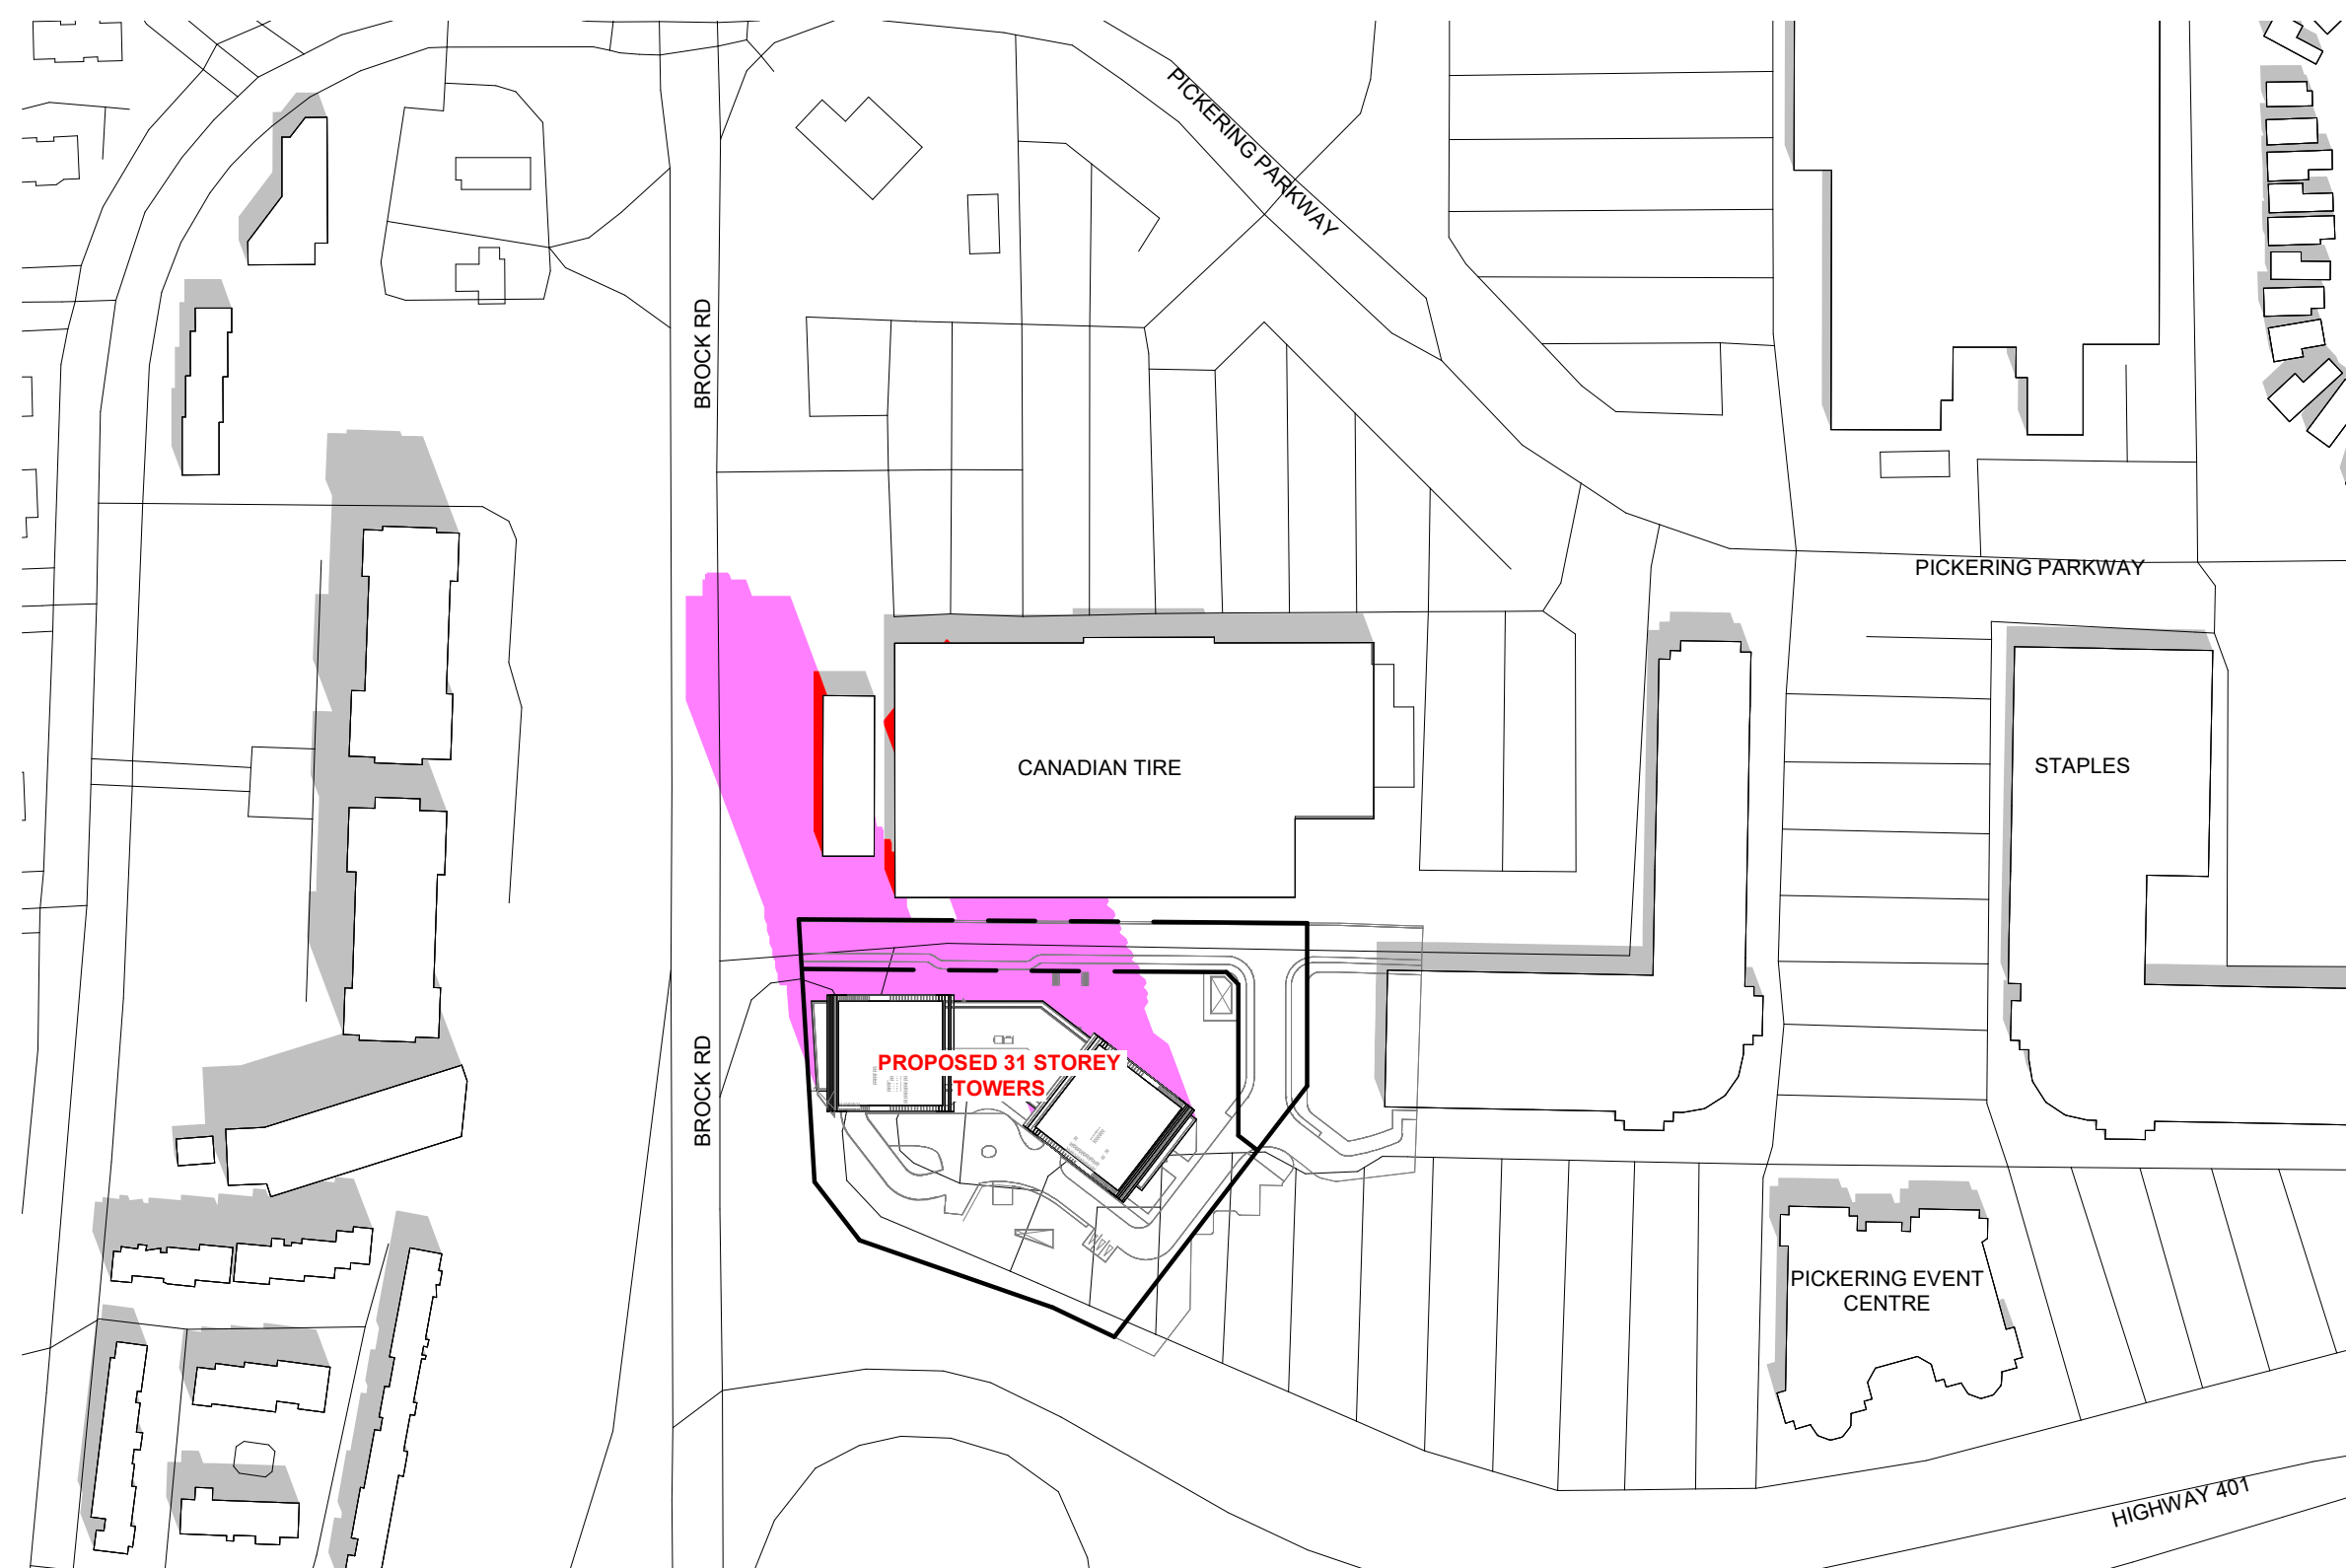 PICKERING PARKWAY
BROCK RD
PICKERING PARKWAY
CANADIAN TIRE
STAPLES
PROPOSED 31 STOREY
TOWERS
BROCK RD
PICKERING EVENT
CENTRE
HIGHWAY 401